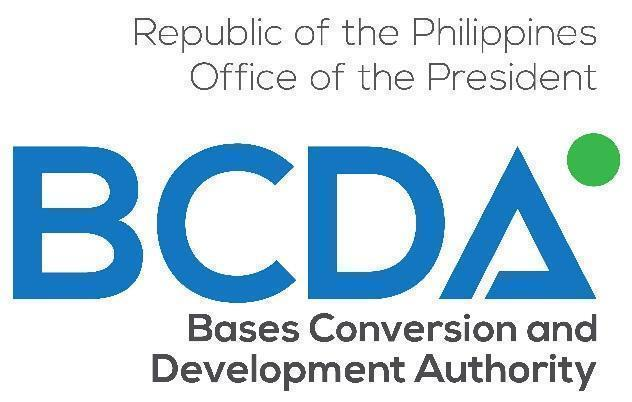 Republic of the Philippines
Office of the President
BCDA
Bases Conversion and
Development Authority